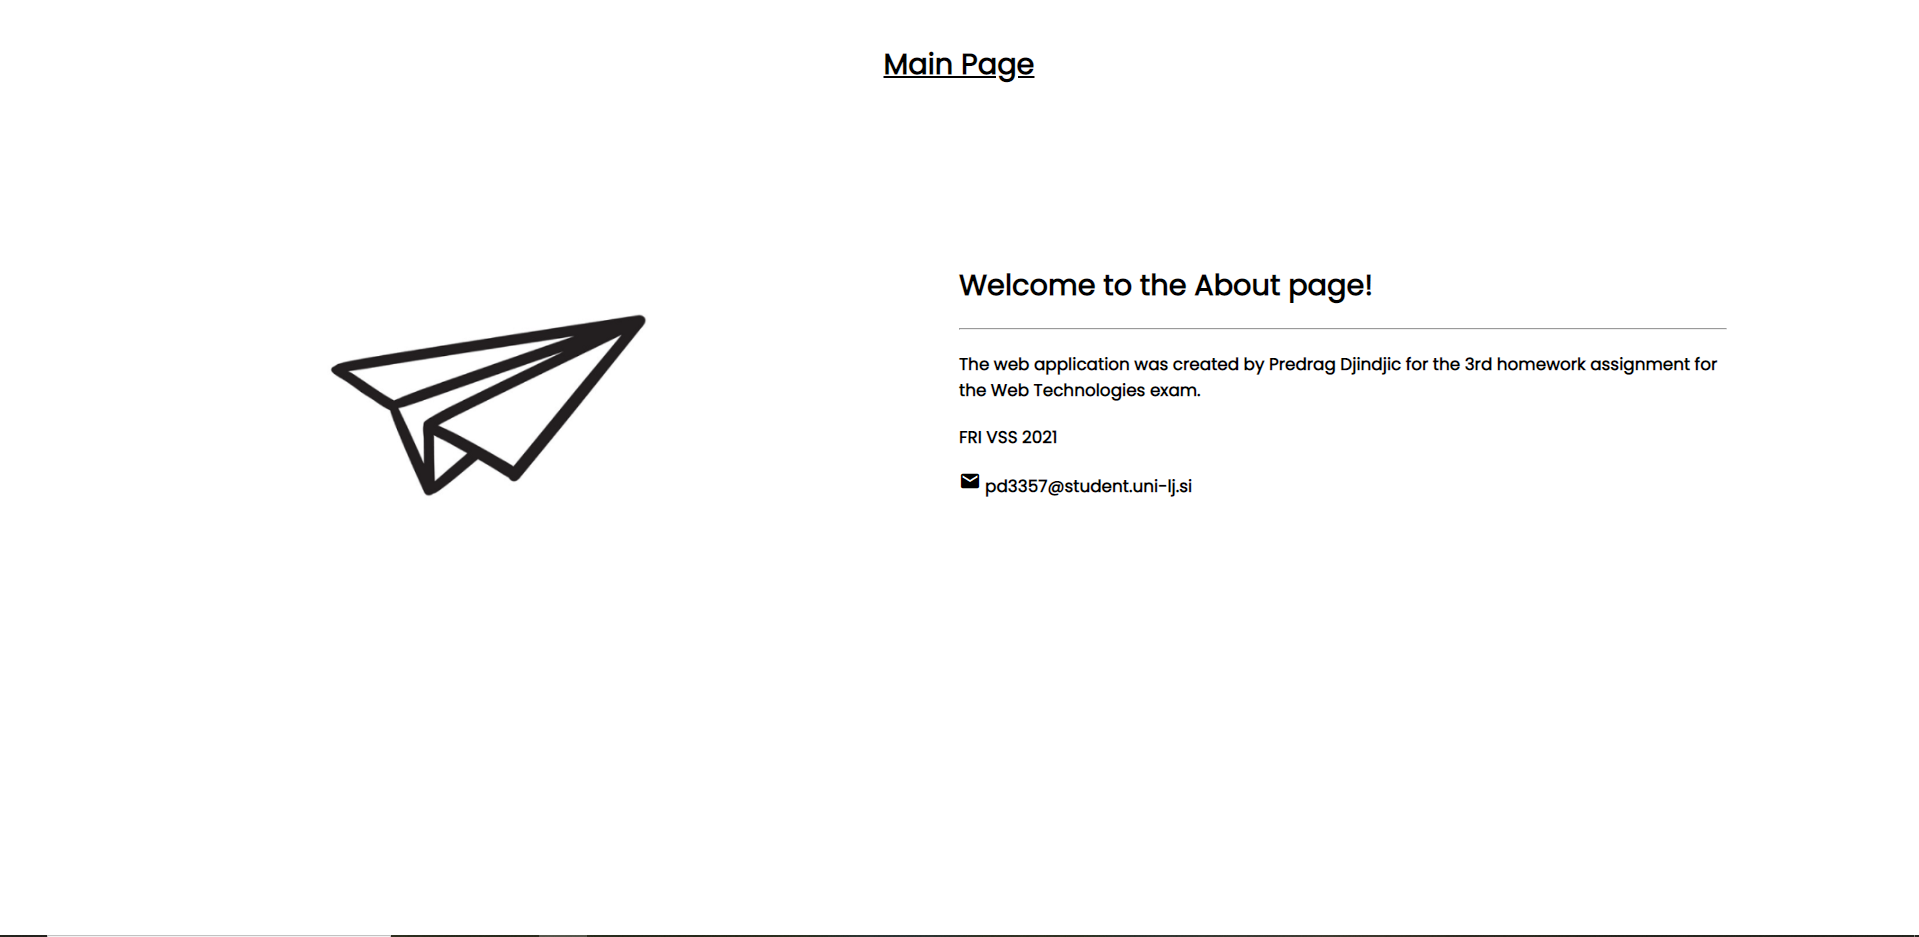 Main Page
Welcome to the About page!
The web application was created by Predrag Djindjic for the 3rd homework assignment for
the Web Technologies exam.
FRI VSS 2021
pd3357@student.uni-lj.si